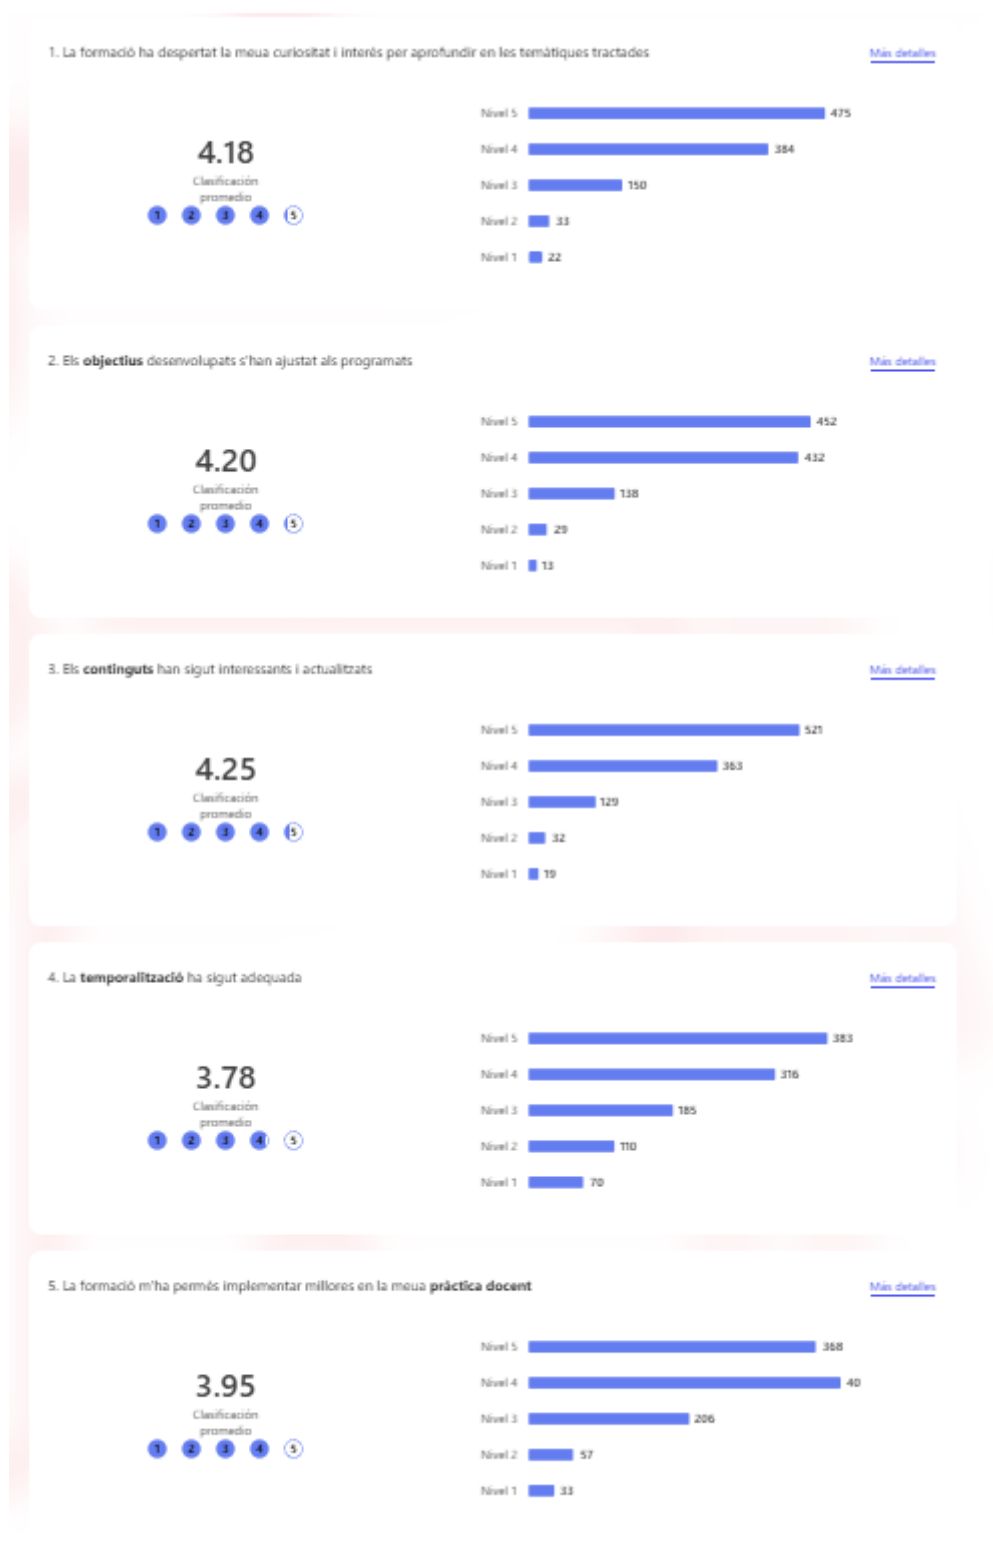 1. La formació ha despertat la meua curiositat i interés per aprofundir en les temàtiques tractades
Más detalles
4.18
Clasificación
promedio
1 2 3 4 5
Nivel 5 475
Nivel 4 384
Nivel 3 150
Nivel 2 33
Nivel 1 22
2. Els objectius desenvolupats s'han ajustat als programats
Más detalles
4.20
Clasificación
promedio
1 2 3 4 5
Nivel 5 452
Nivel 4 432
Nivel 3 138
Nivel 2 29
Nivel 1 13
3. Els continguts han sigut interessants i actualitzats
Más detalles
4.25
Clasificación
promedio
1 2 3 4 5
Nivel 5 521
Nivel 4 363
Nivel 3 129
Nivel 2 32
Nivel 1 19
4. La temporalització ha sigut adequada
Más detalles
3.78
Clasificación
promedio
1 2 3 4 5
Nivel 5 383
Nivel 4 316
Nivel 3 185
Nivel 2 110
Nivel 1 70
5. La formació m'ha permés implementar millores en la meua pràctica docent
Más detalles
3.95
Clasificación
promedio
1 2 3 4 5
Nivel 5 368
Nivel 4 40
Nivel 3 206
Nivel 2 57
Nivel 1 33